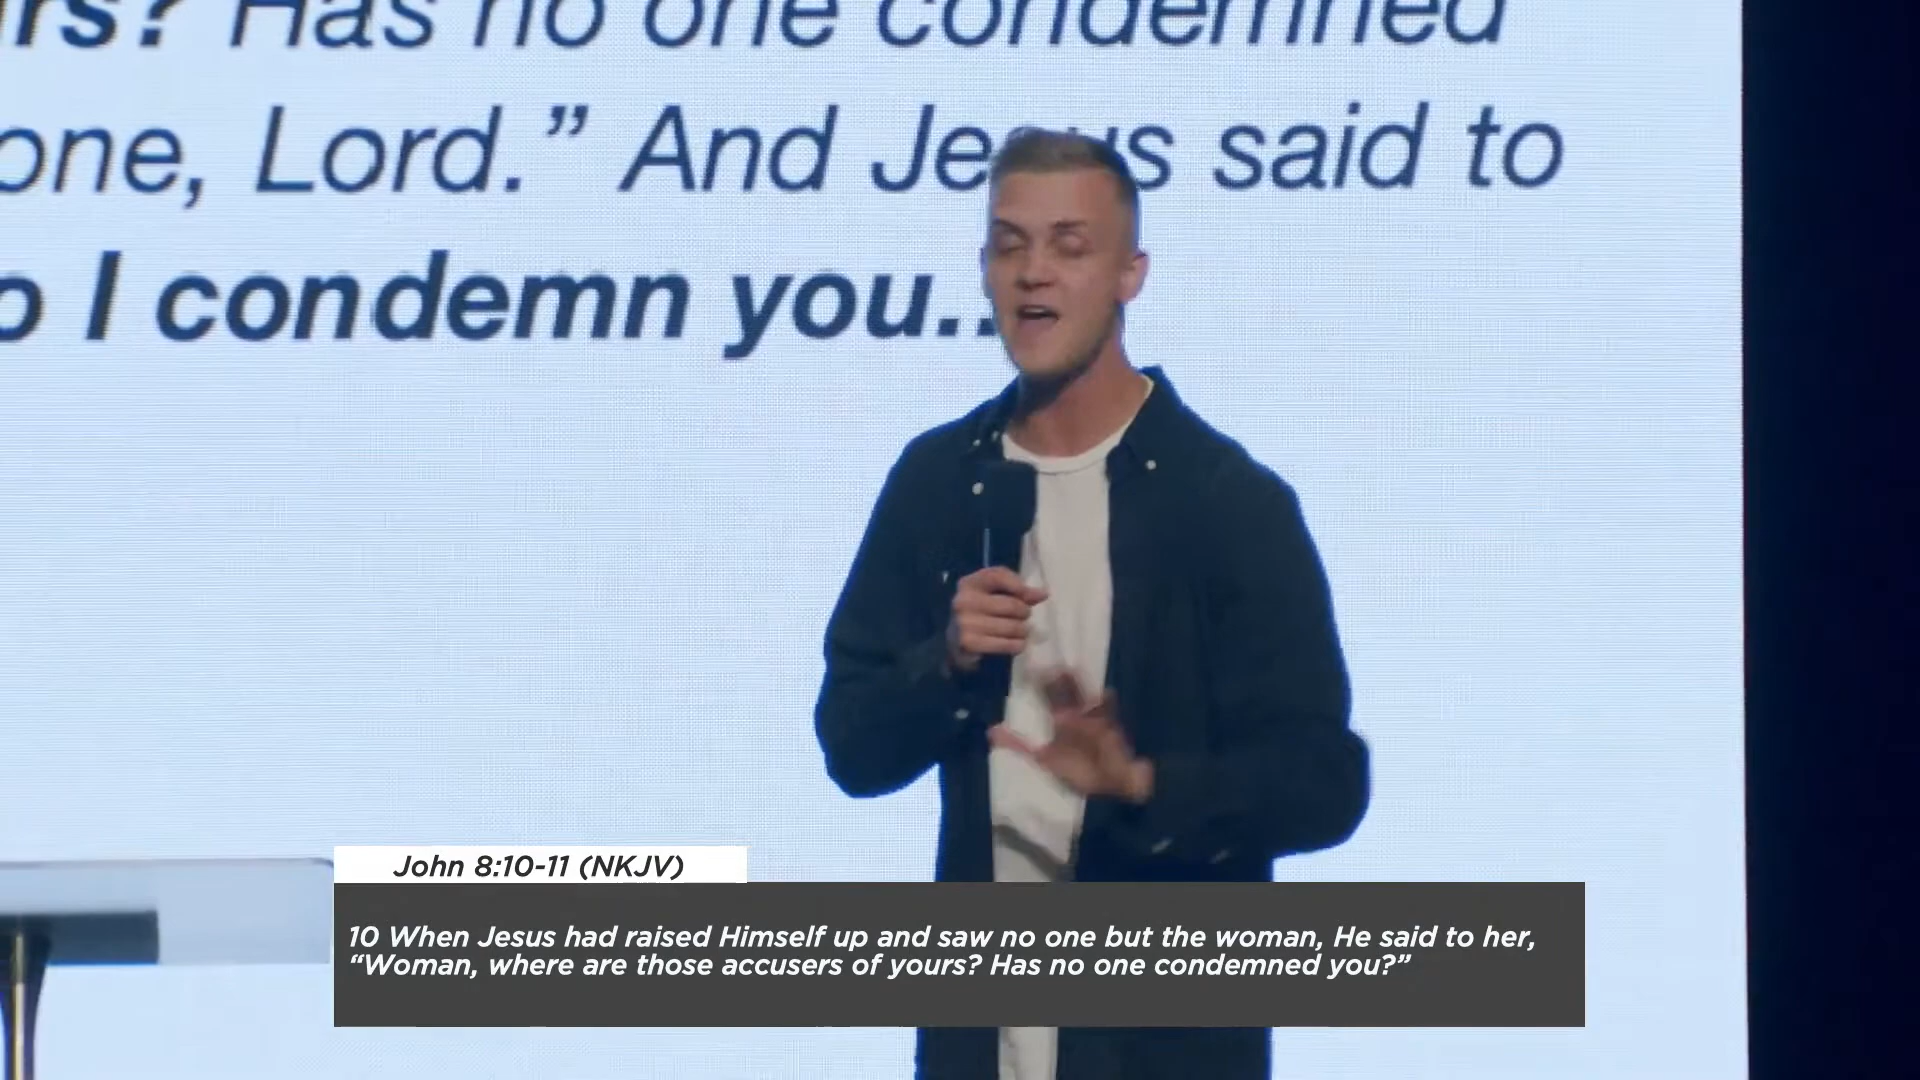 Has no one condemned
one, Lord.” And Jesus said to
I condemn you..
John 8:10-11 (NKJV)
10 When Jesus had raised Himself up and saw no one but the woman, He said to her,
“Woman, where are those accusers of yours? Has no one condemned you?”